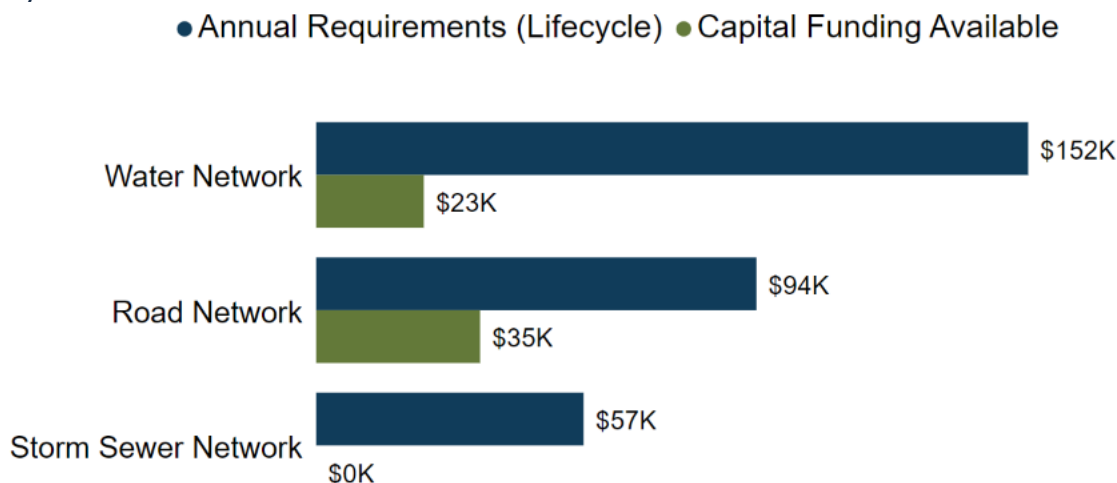 Annual Requirements (Lifecycle) Capital Funding Available
Water Network
$152K
$23K
Road Network
$94K
$35K
Storm Sewer Network
$57K
$0K